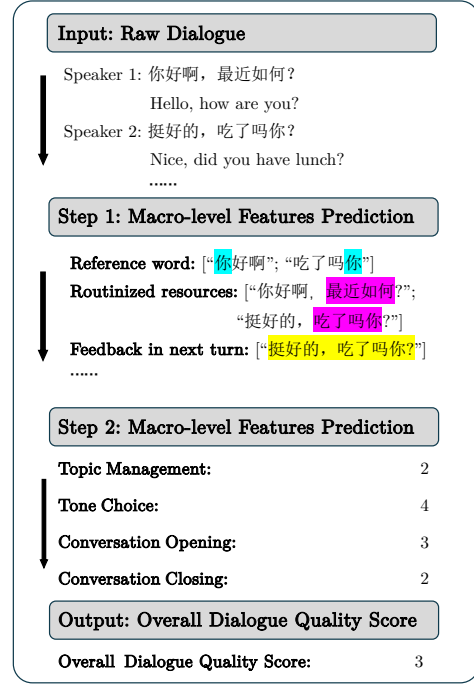 Input: Raw Dialogue
Speaker 1: 你好啊，最近如何？
Hello, how are you?
Speaker 2: 挺好的，吃了吗你？
Nice, did you have lunch?
......
Step 1: Macro-level Features Prediction
Reference word: [“你好啊”; “吃了吗你”]
Routinized resources: [“你好啊，最近如何?”;
“挺好的，吃了吗你?”]
Feedback in next turn: [“挺好的，吃了吗你?”]
......
Step 2: Macro-level Features Prediction
Topic Management: 2
Tone Choice: 4
Conversation Opening: 3
Conversation Closing: 2
Output: Overall Dialogue Quality Score
Overall Dialogue Quality Score: 3